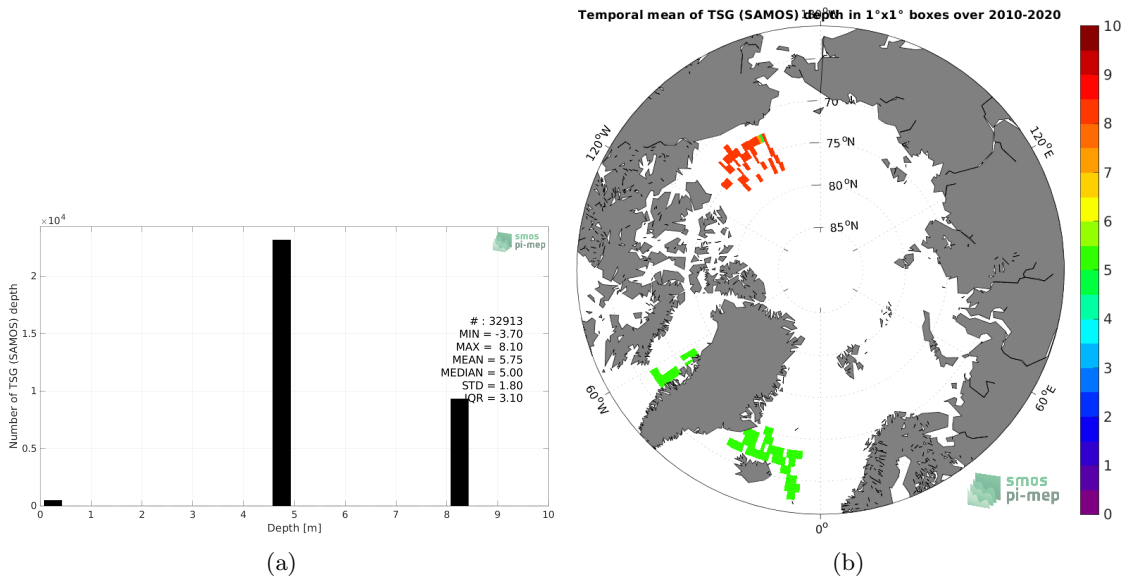 Temporal mean of TSG (SAMOS) depth in 1°x1° boxes over 2010-2020
×10⁴
2
1.5
1
0.5
0
Number of TSG (SAMOS) depth
0 1 2 3 4 5 6 7 8 9 10
Depth [m]
smos
pi-mep
# : 32913
MIN = -3.70
MAX = 8.10
MEAN = 5.75
MEDIAN = 5.00
STD = 1.80
IQR = 3.10
(a)
120°W
120°E
70
75°N
80°N
85°N
60°W
60°E
0°
smos
pi-mep
10
9
8
7
6
5
4
3
2
1
0
(b)